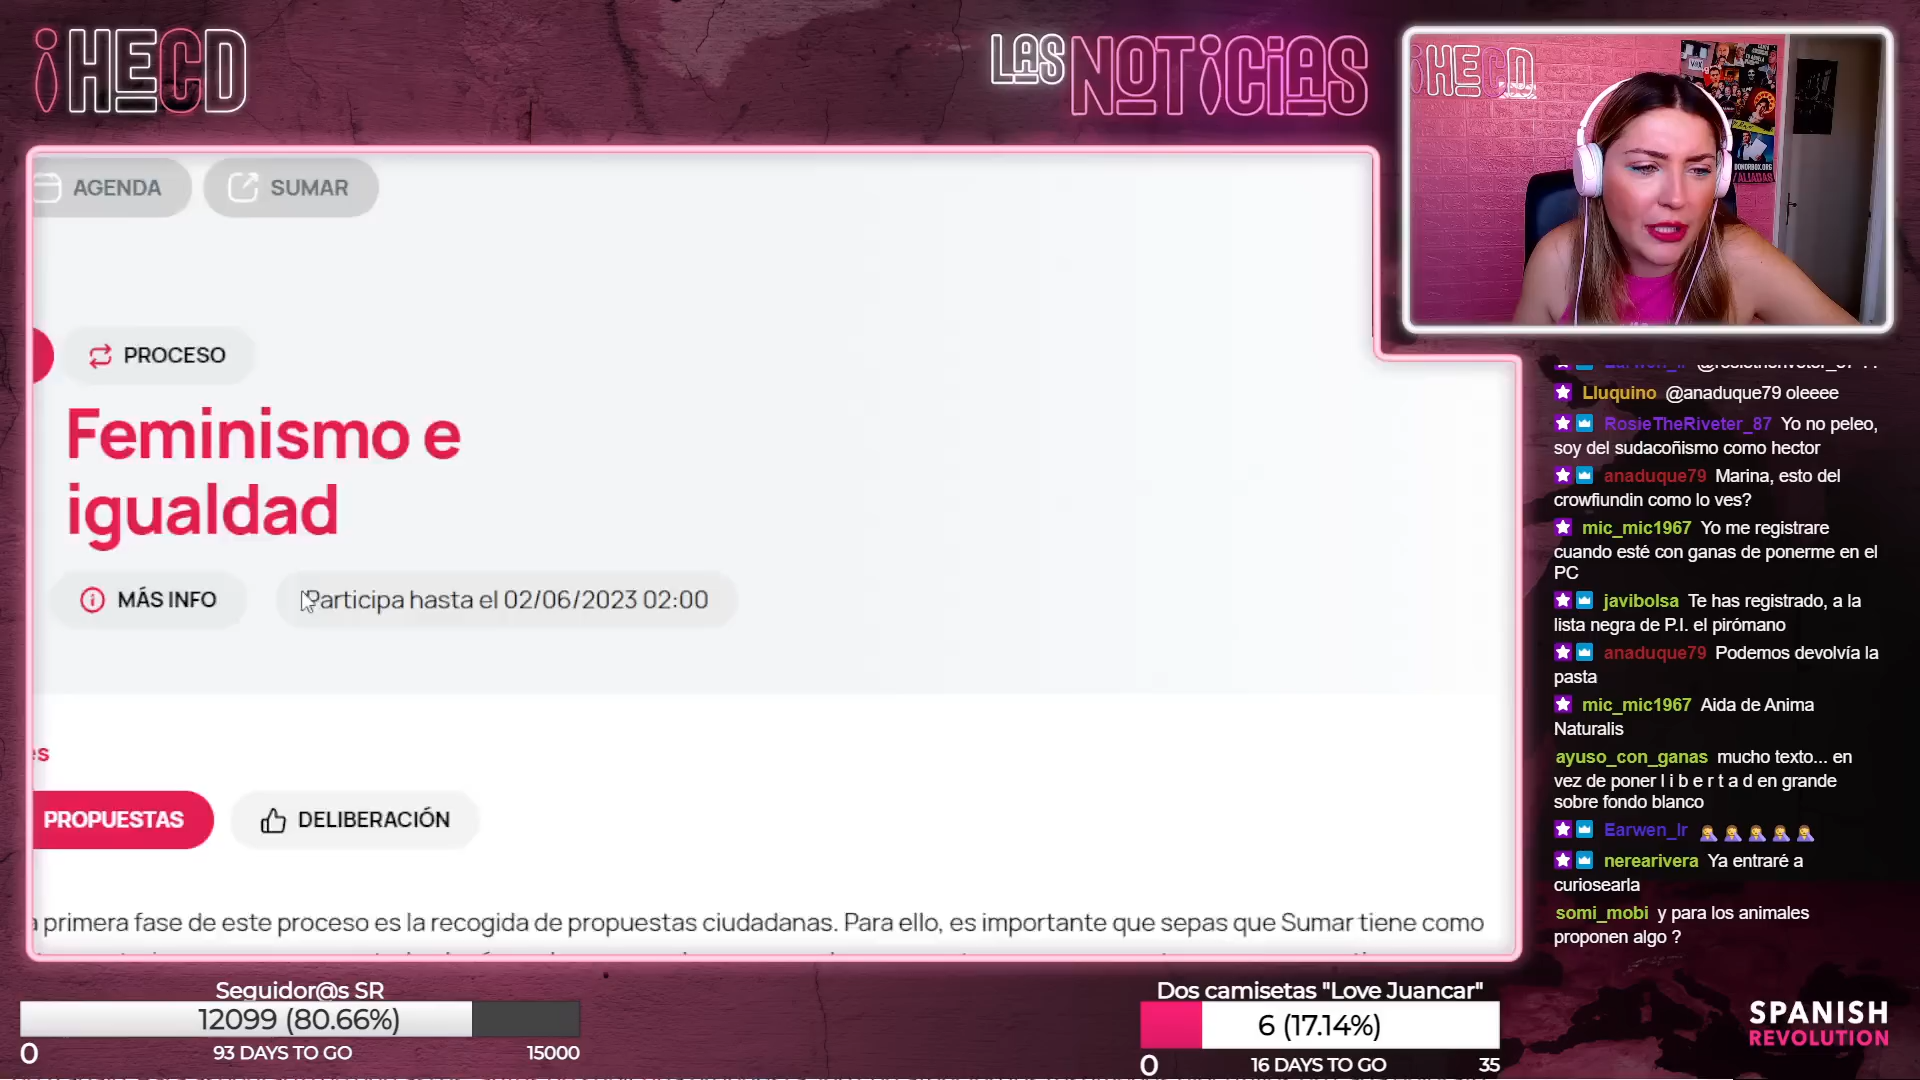 ¡HECD
LAS NOTICIAS
¡HECD
DONORBOX.ORG
/ALIADAS
AGENDA
SUMAR
PROCESO
Feminismo e
igualdad
MÁS INFO
Participa hasta el 02/06/2023 02:00
es
PROPUESTAS
DELIBERACIÓN
a primera fase de este proceso es la recogida de propuestas ciudadanas. Para ello, es importante que sepas que Sumar tiene como
Lluquino @anaduque79 oleeee
RosieTheRiveter_87 Yo no peleo,
soy del sudacoñismo como hector
anaduque79 Marina, esto del
crowfiundin como lo ves?
mic_mic1967 Yo me registrare
cuando esté con ganas de ponerme en el
PC
javibolsa Te has registrado, a la
lista negra de P.I. el pirómano
anaduque79 Podemos devolvía la
pasta
mic_mic1967 Aida de Anima
Naturalis
ayuso_con_ganas mucho texto... en
vez de poner l i b e r t a d en grande
sobre fondo blanco
Earwen_Ir
nerearivera Ya entraré a
curiosearla
somi_mobi y para los animales
proponen algo ?
Seguidor@s SR
12099 (80.66%)
0 93 DAYS TO GO 15000
Dos camisetas "Love Juancar"
6 (17.14%)
0 16 DAYS TO GO 35
SPANISH
REVOLUTION